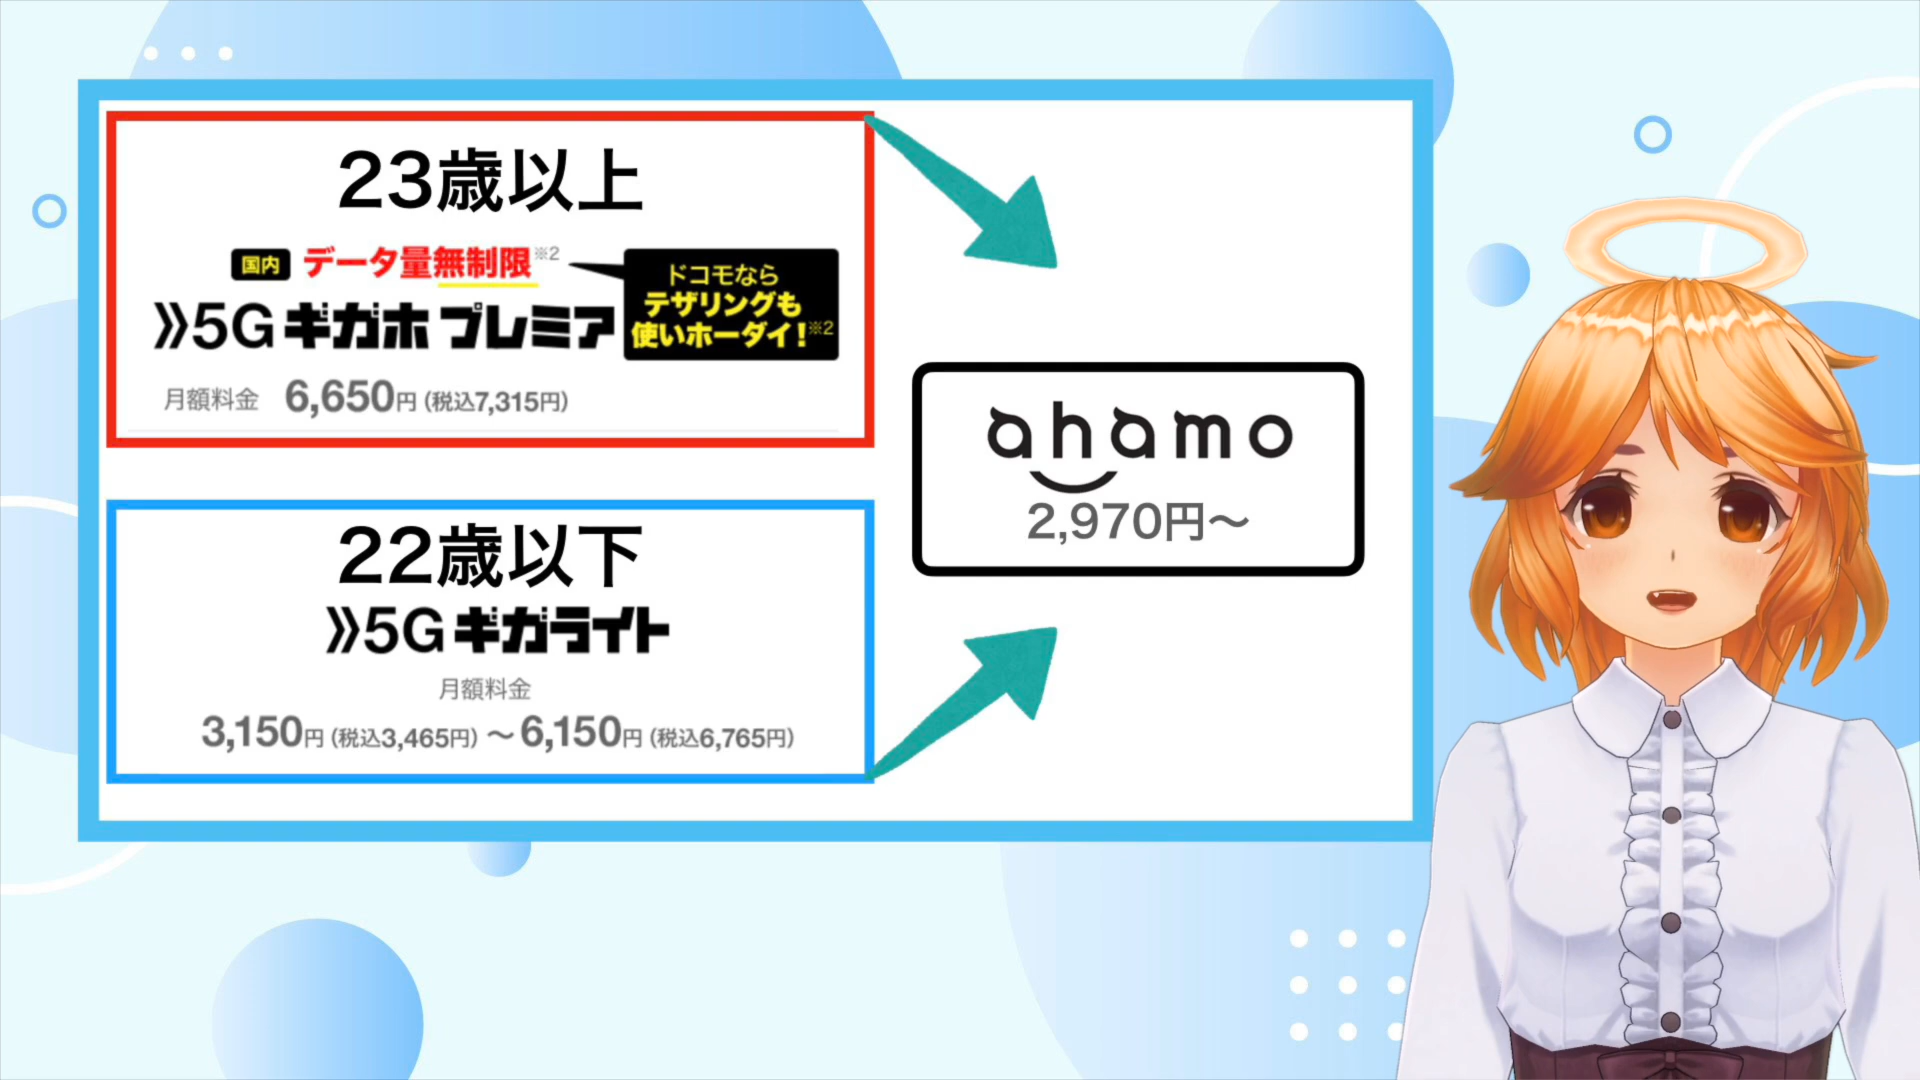 23歳以上
国内 データ量無制限※2
ドコモなら
テザリングも
使いホーダイ!※2
5G ギガホ プレミア
月額料金 6,650円(税込7,315円)
22歳以下
5G ギガライト
月額料金
3,150円(税込3,465円)～6,150円(税込6,765円)
ahamo
2,970円～